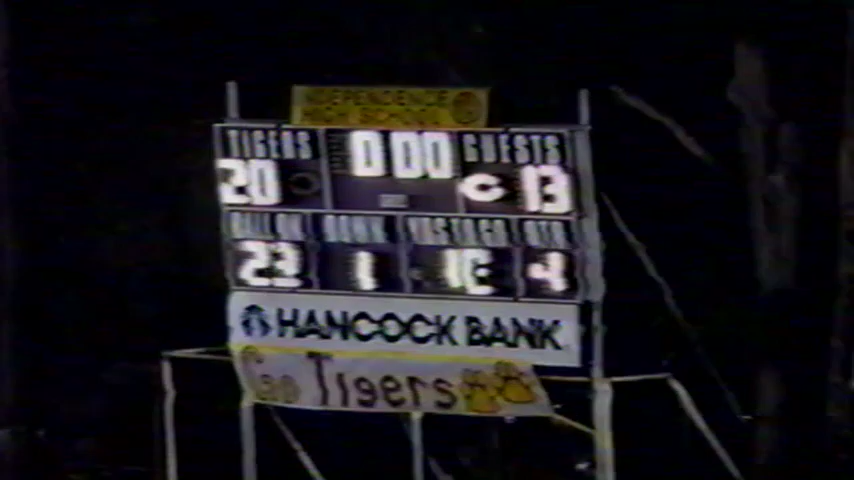 INDEPENDENCE
HIGH SCHOOL
TIGERS 0 00 GUESTS
20 13
BALL ON DOWN YDS TO GO QTR
23 1 10 4
HANCOCK BANK
Go Tigers